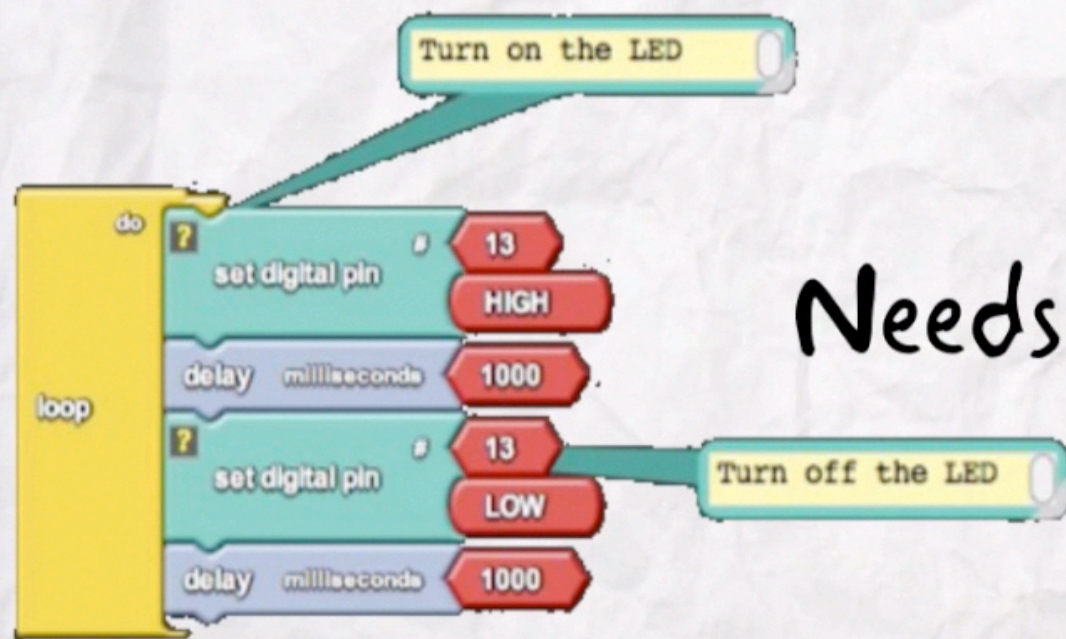 Turn on the LED
do
? set digital pin # 13
HIGH
Needs
delay milliseconds 1000
loop
? set digital pin # 13
LOW
Turn off the LED
delay milliseconds 1000